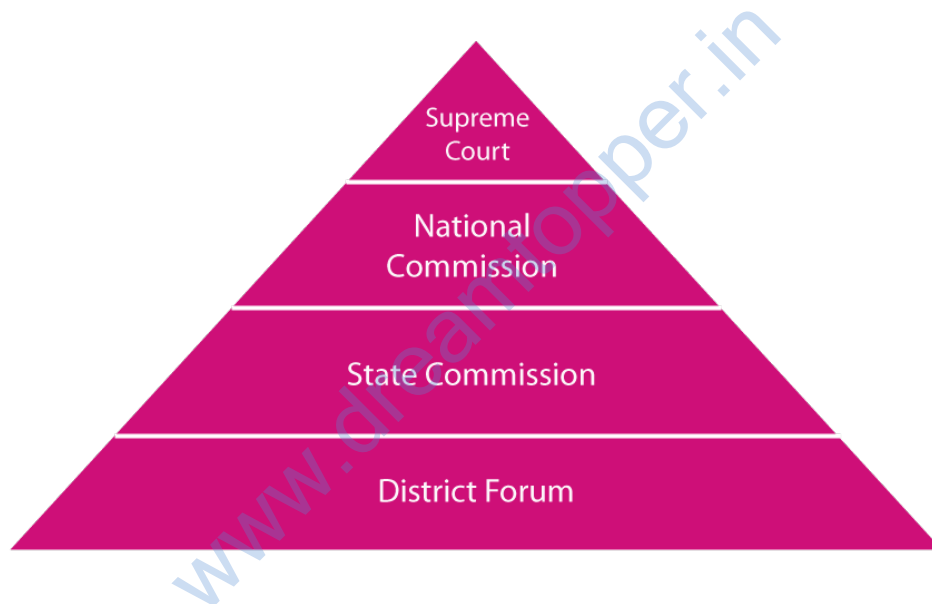 Supreme
Court
National
Commission
State Commission
District Forum
www.dreamtopper.in